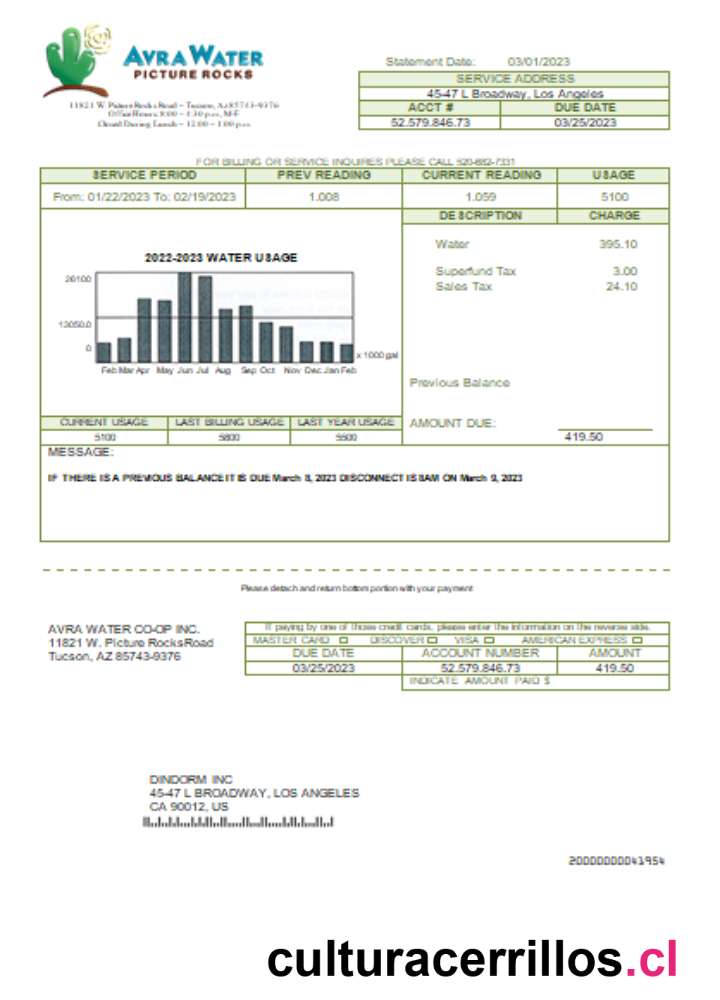 AVRA WATER
PICTURE ROCKS
11821 W. Picture Rocks Road ~ Tucson, Az 85743-9376
Office Hours: 8:00 ~ 4:30 p.m., M-F
Closed During Lunch ~ 12:00 ~ 1:00 p.m.
Statement Date: 03/01/2023
SERVICE ADDRESS
45-47 L Broadway, Los Angeles
ACCT # DUE DATE
52.579.846.73 03/25/2023
FOR BILLING OR SERVICE INQUIRES PLEASE CALL 520-682-7331
SERVICE PERIOD PREV READING CURRENT READING USAGE
From: 01/22/2023 To: 02/19/2023 1.008 1.059 5100
DESCRIPTION CHARGE
Water 395.10
Superfund Tax 3.00
Sales Tax 24.10
2022-2023 WATER USAGE
26100
13050.0
0
x 1000 gal
Feb Mar Apr May Jun Jul Aug Sep Oct Nov Dec Jan Feb
Previous Balance
AMOUNT DUE:
419.50
CURRENT USAGE LAST BILLING USAGE LAST YEAR USAGE
5100 5800 5500
MESSAGE:
IF THERE IS A PREVIOUS BALANCE IT IS DUE March 8, 2023 DISCONNECT IS 8AM ON March 9, 2023
Please detach and return bottom portion with your payment
AVRA WATER CO-OP INC.
11821 W. Picture RocksRoad
Tucson, AZ 85743-9376
If paying by one of those credit cards, please enter the information on the reverse side.
MASTER CARD DISCOVER VISA AMERICAN EXPRESS
DUE DATE ACCOUNT NUMBER AMOUNT
03/25/2023 52.579.846.73 419.50
INDICATE AMOUNT PAID $
DINDORM INC
45-47 L BROADWAY, LOS ANGELES
CA 90012, US
20000000041954
culturacerrillos.cl